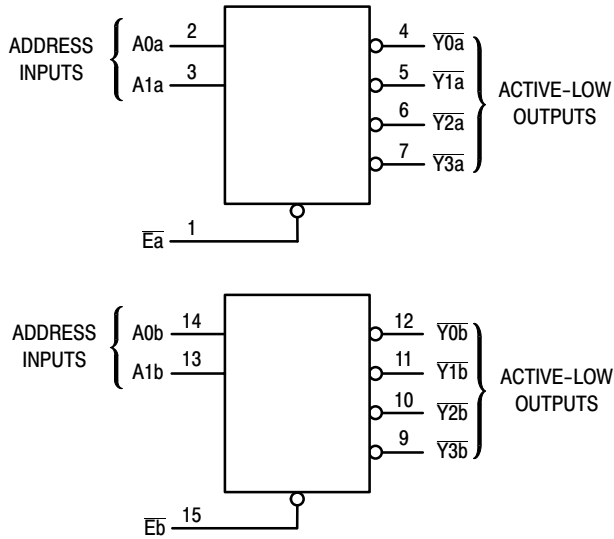 ADDRESS
INPUTS
A0a 2
A1a 3
4 Y0a
5 Y1a
6 Y2a
7 Y3a
ACTIVE-LOW
OUTPUTS
Ea 1
ADDRESS
INPUTS
A0b 14
A1b 13
12 Y0b
11 Y1b
10 Y2b
9 Y3b
ACTIVE-LOW
OUTPUTS
Eb 15